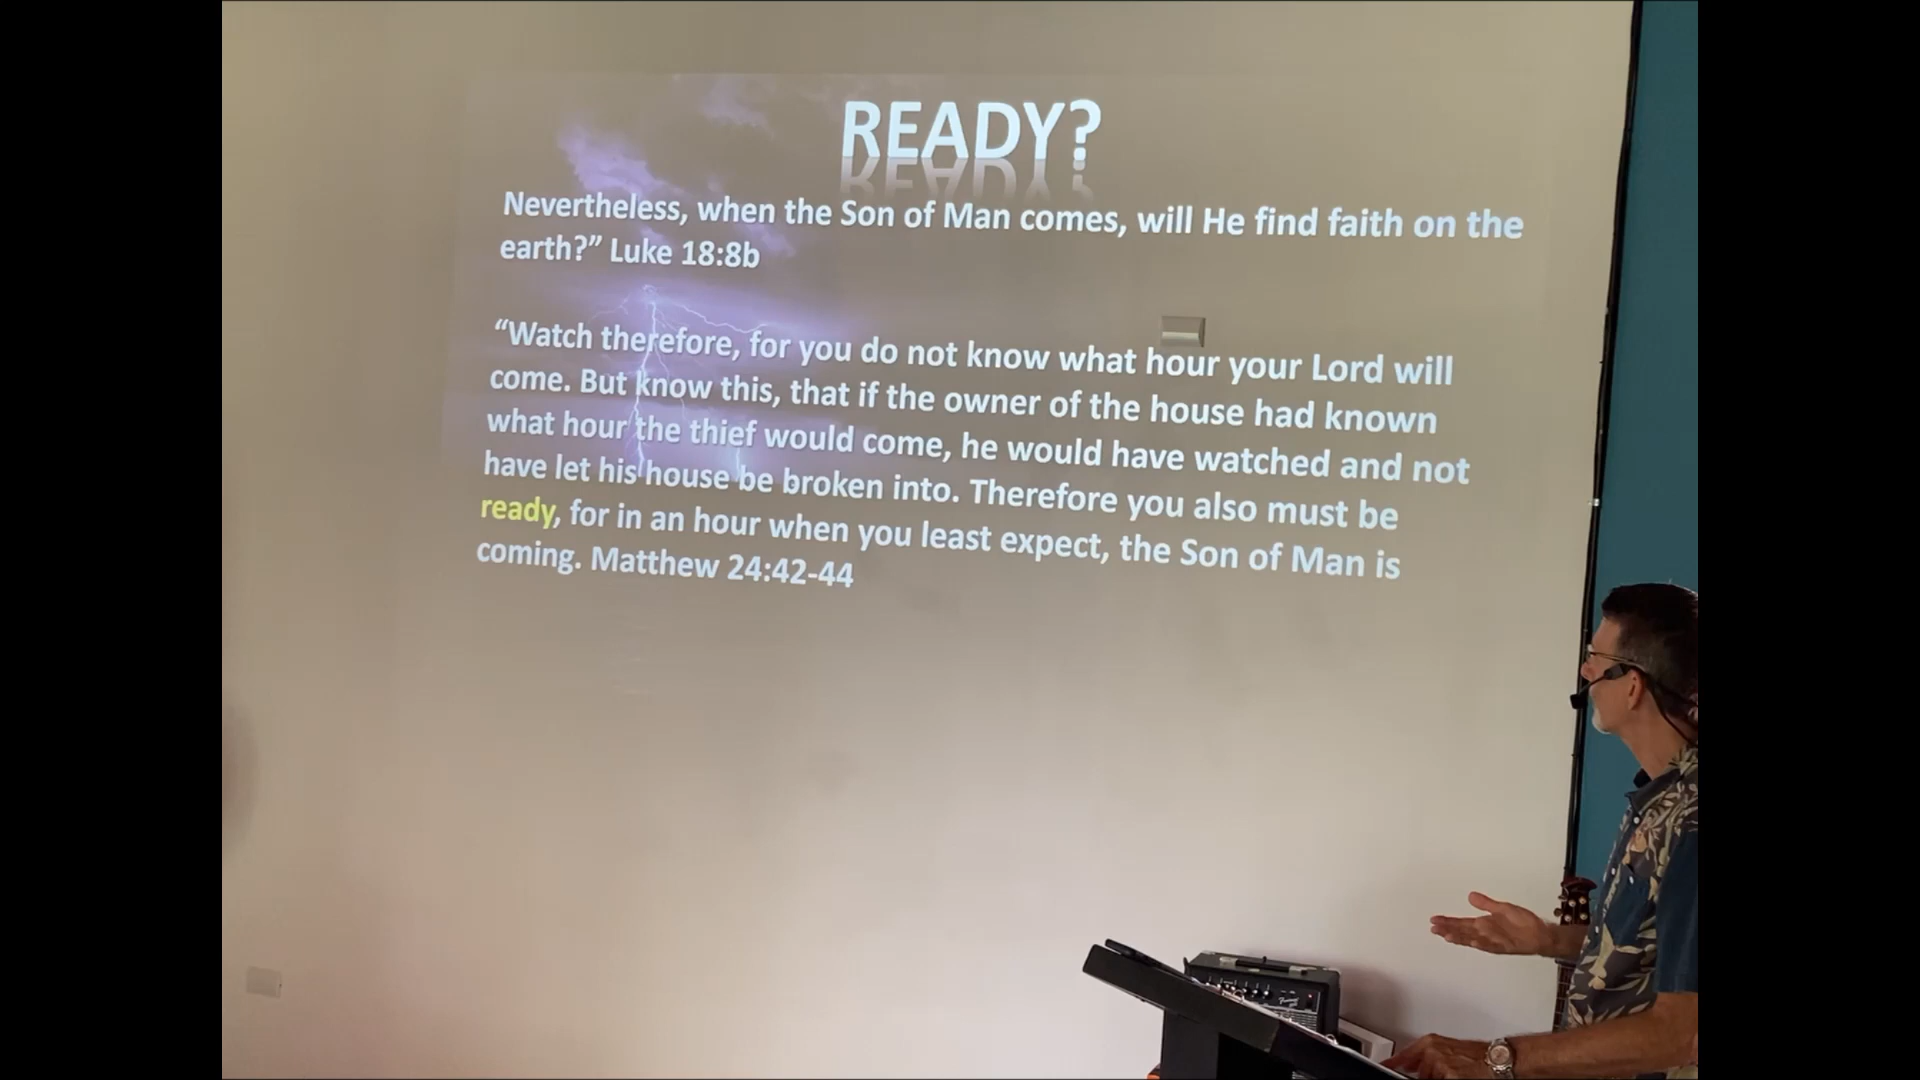 READY?
Nevertheless, when the Son of Man comes, will He find faith on the
earth?” Luke 18:8b
“Watch therefore, for you do not know what hour your Lord will
come. But know this, that if the owner of the house had known
what hour the thief would come, he would have watched and not
have let his house be broken into. Therefore you also must be
ready, for in an hour when you least expect, the Son of Man is
coming. Matthew 24:42-44